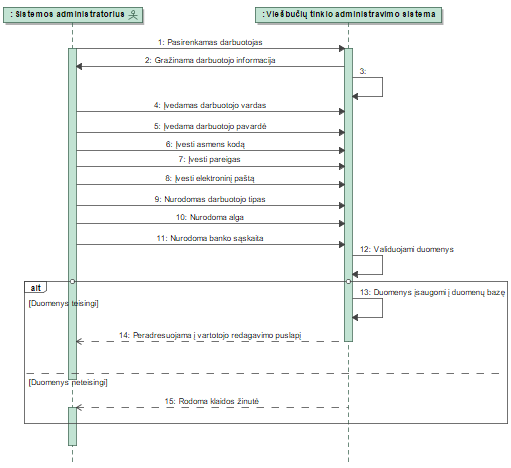 : Sistemos administratorius
: Viešbučių tinklo administravimo sistema
1: Pasirenkamas darbuotojas
2: Gražinama darbuotojo informacija
3:
4: Įvedamas darbuotojo vardas
5: Įvedama darbuotojo pavardė
6: Įvesti asmens kodą
7: Įvesti pareigas
8: Įvesti elektroninį paštą
9: Nurodomas darbuotojo tipas
10: Nurodoma alga
11: Nurodoma banko sąskaita
12: Validuojami duomenys
alt
13: Duomenys įsaugomi į duomenų bazę
[Duomenys teisingi]
14: Peradresuojama į vartotojo redagavimo puslapį
[Duomenys neteisingi]
15: Rodoma klaidos žinutė